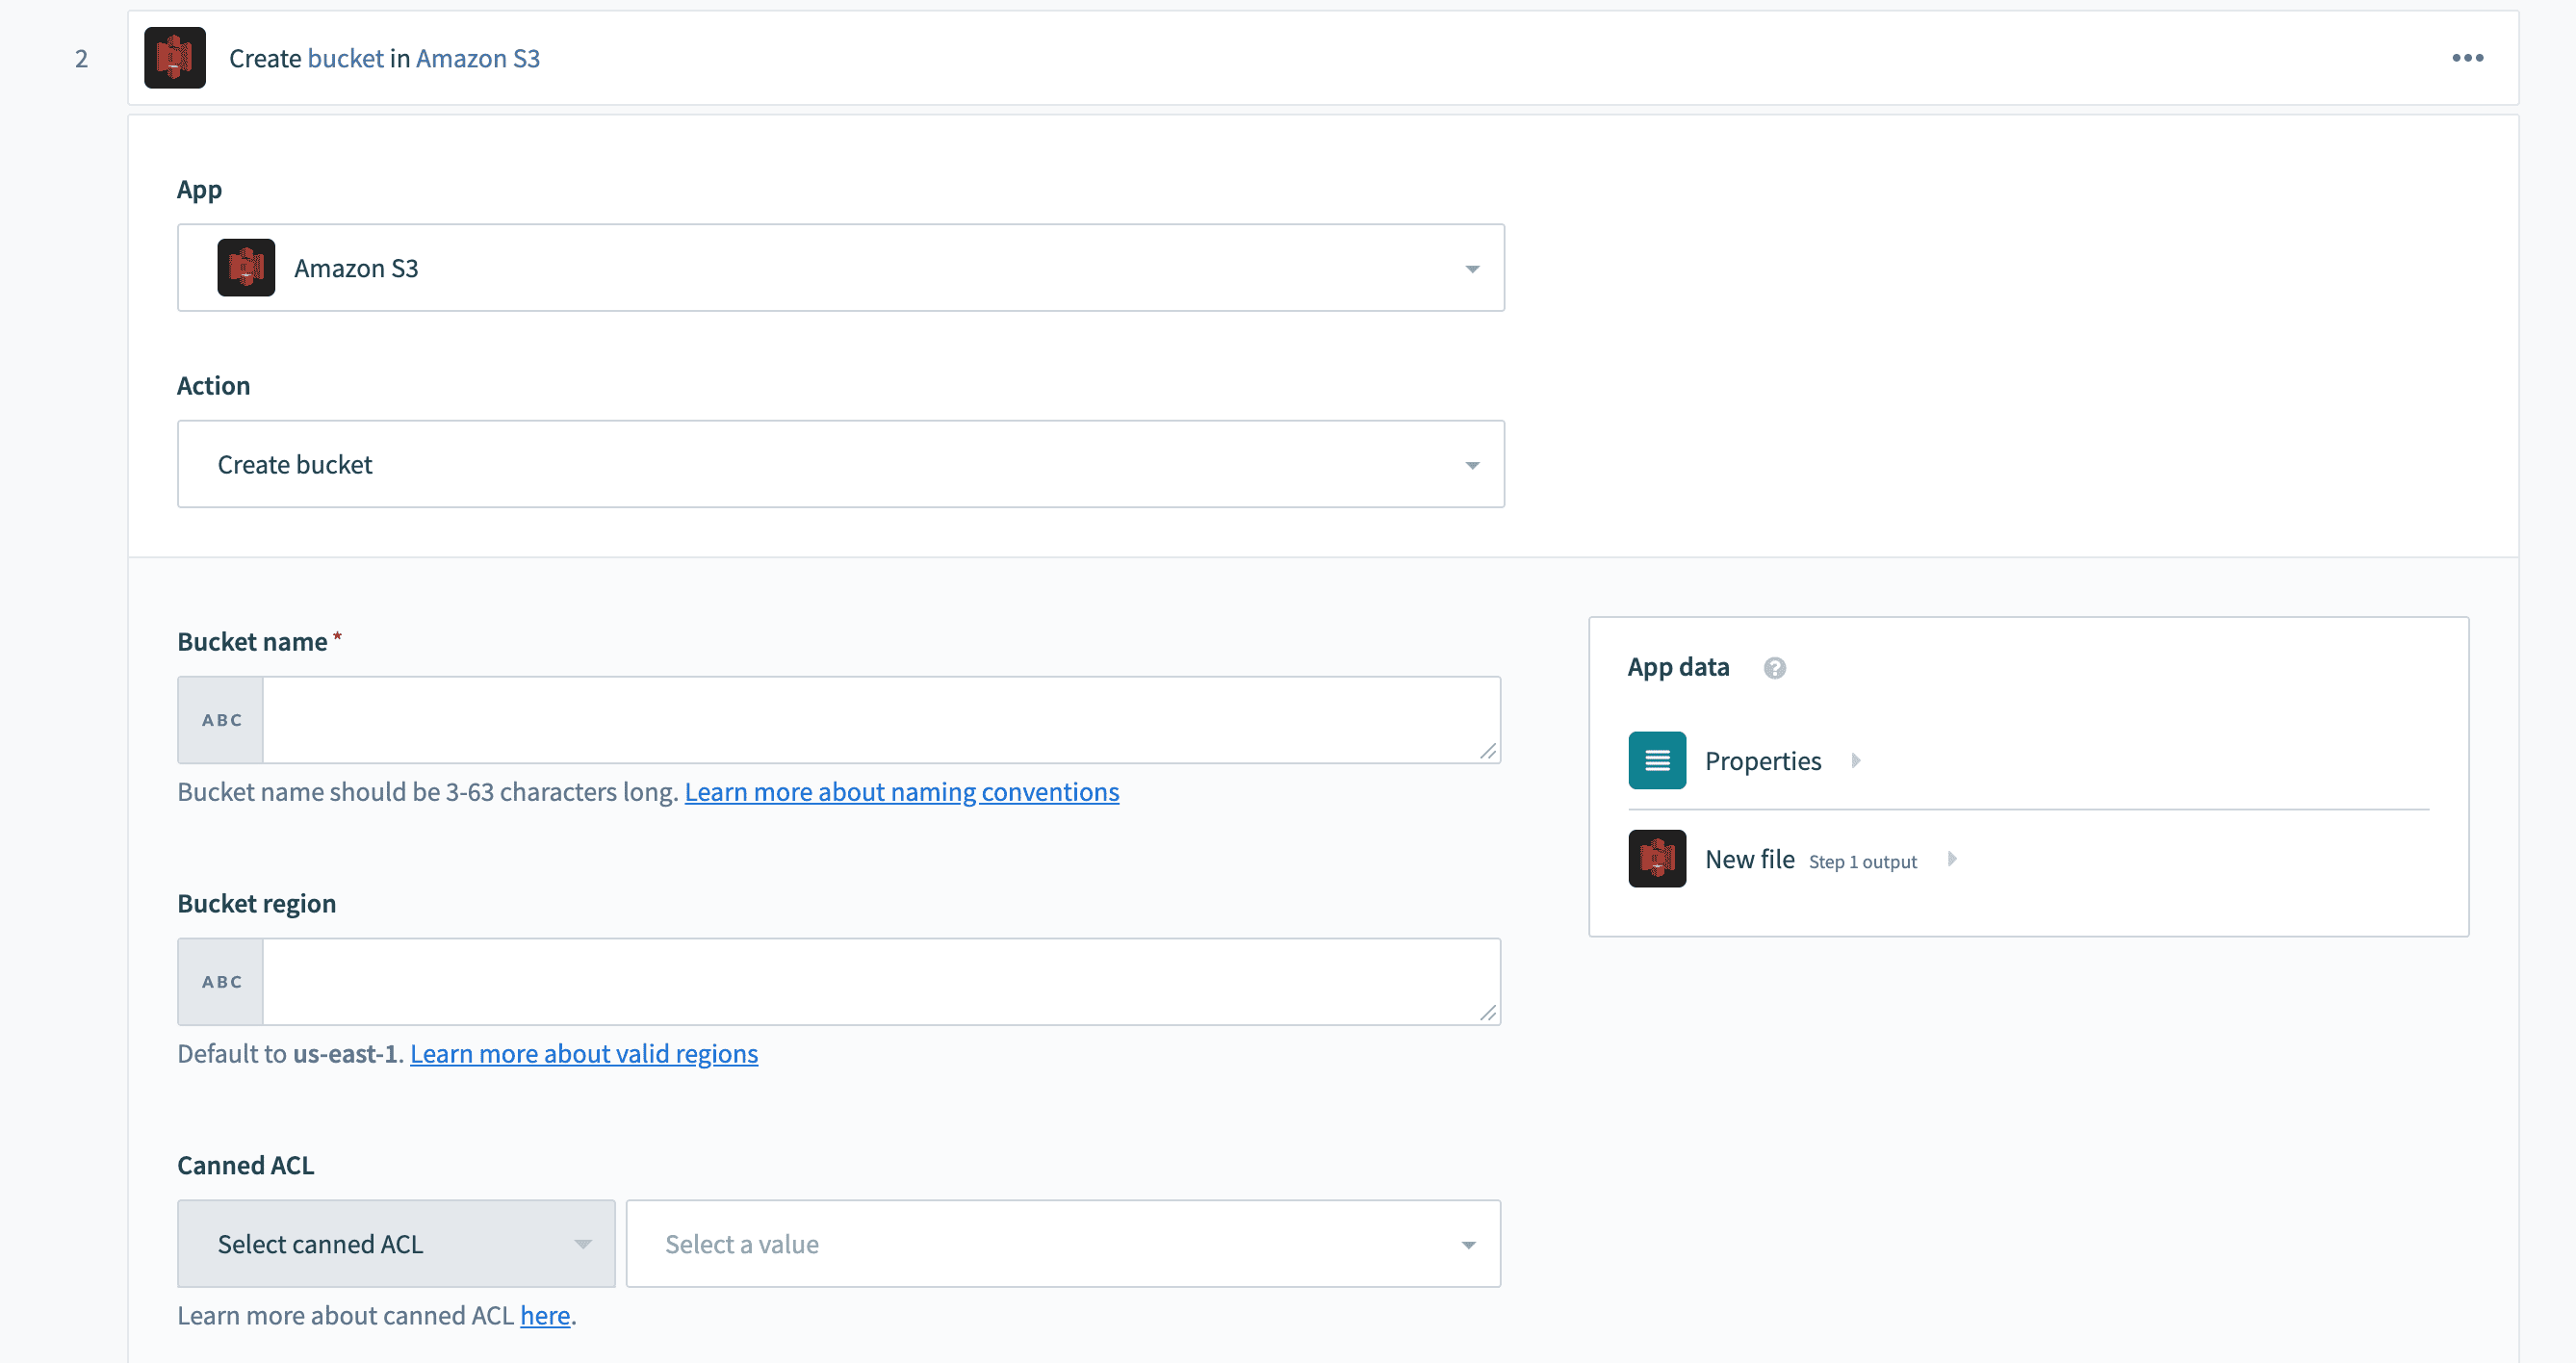 2
Create bucket in Amazon S3
App
Amazon S3
Action
Create bucket
Bucket name *
ABC
Bucket name should be 3-63 characters long. Learn more about naming conventions
Bucket region
ABC
Default to us-east-1. Learn more about valid regions
Canned ACL
Select canned ACL
Select a value
Learn more about canned ACL here.
App data ?
Properties
New file Step 1 output